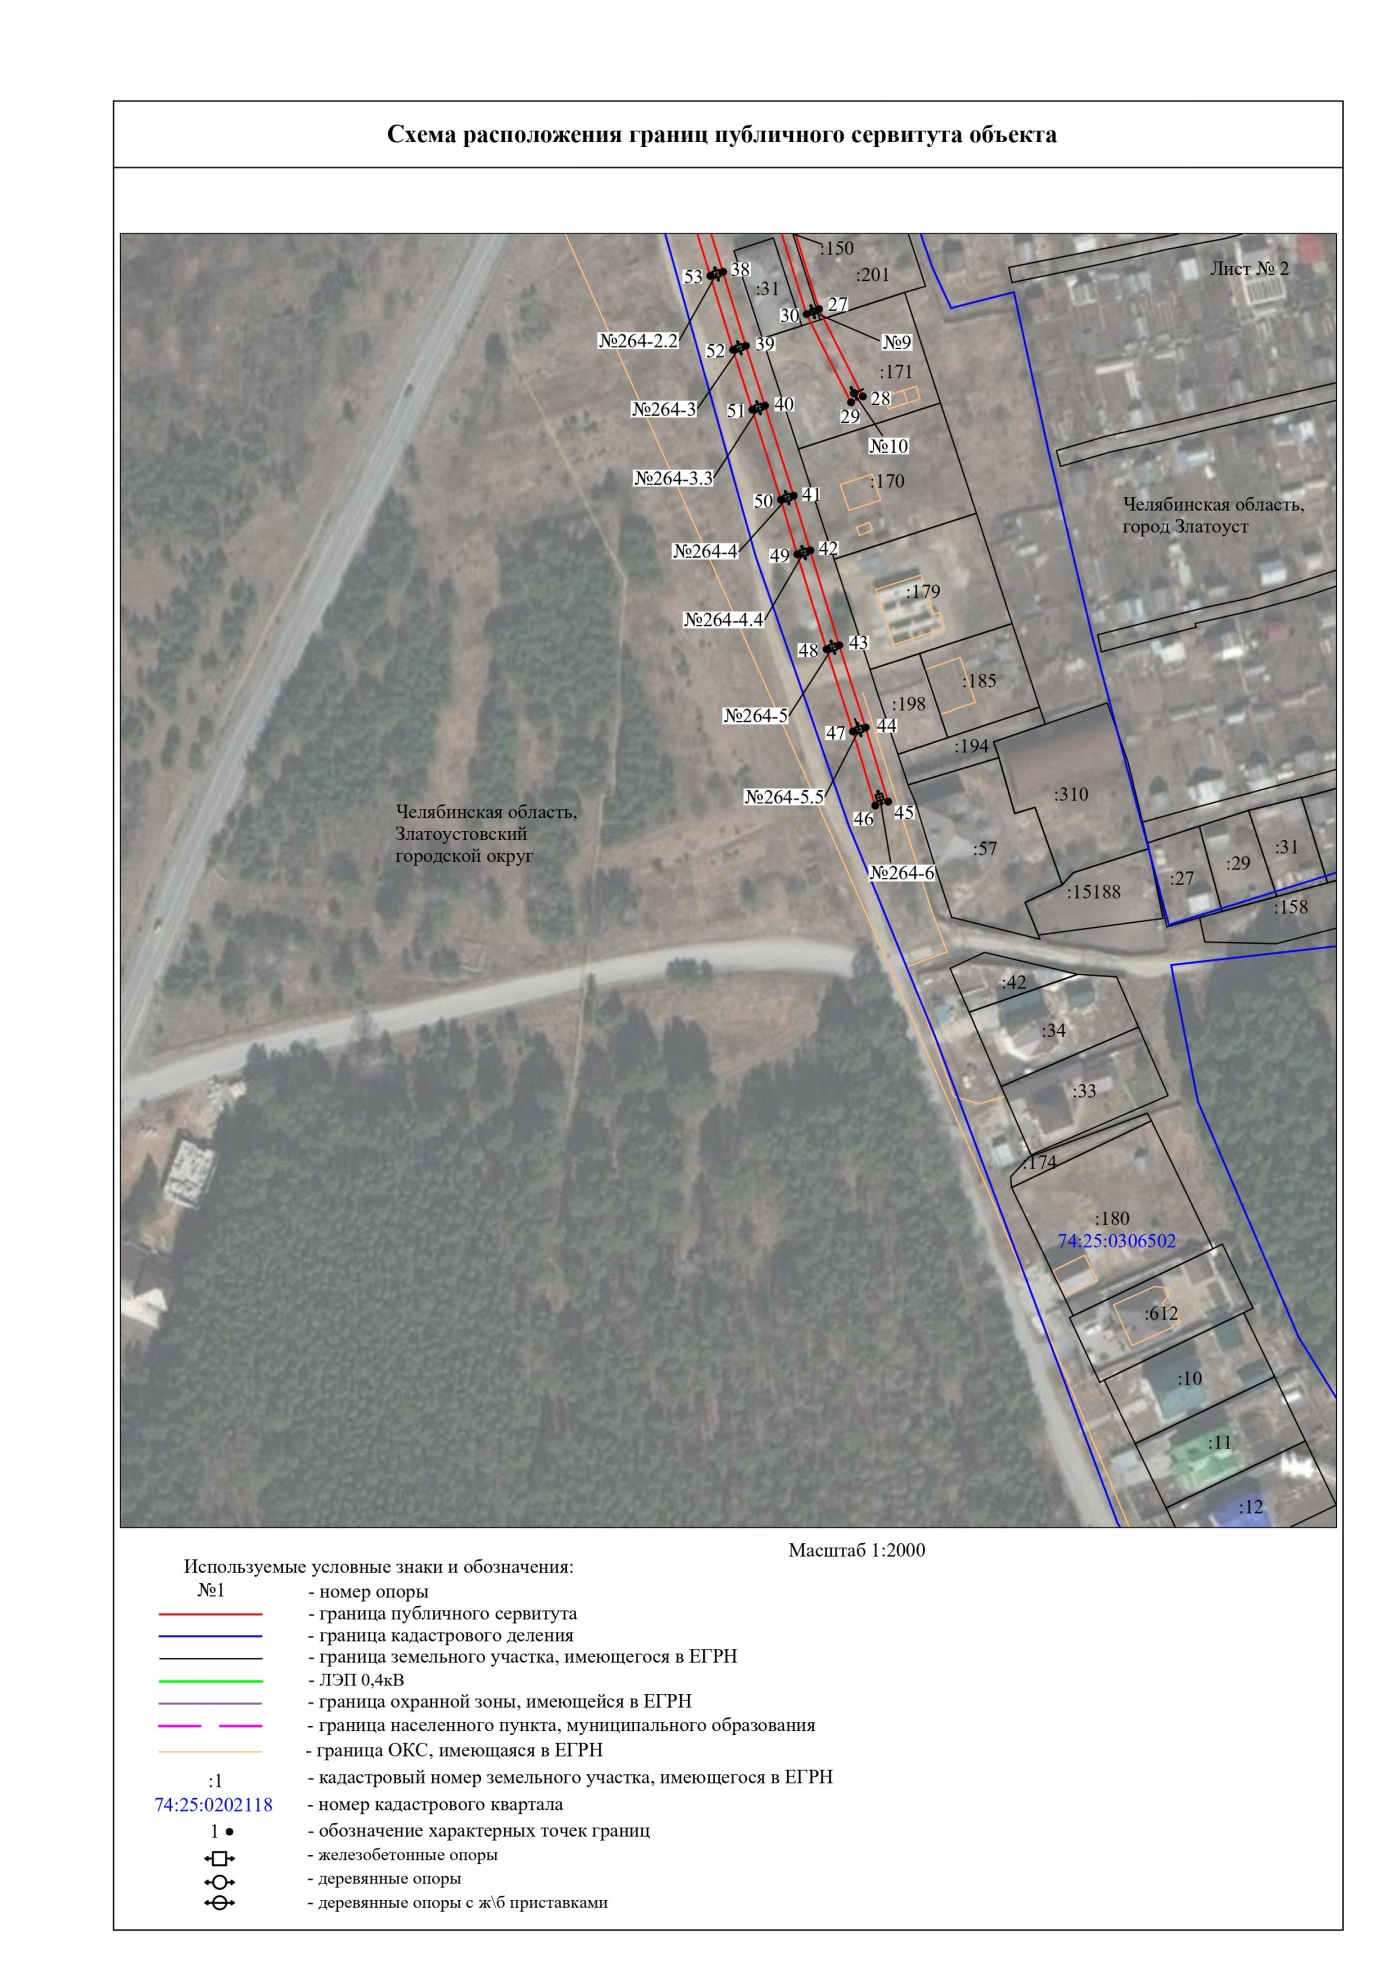 Схема расположения границ публичного сервитута объекта
Лист № 2
:150
:201
:31
53
38
30
27
№264-2.2
52
39
№9
:171
№264-3
51
40
28
29
№10
№264-3.3
50
41
:170
Челябинская область,
город Златоуст
№264-4
49
42
:179
№264-4.4
48
43
:185
:198
№264-5
47
44
:194
№264-5.5
:310
46
45
Челябинская область,
Златоустовский
городской округ
:57
:31
:29
:27
№264-6
:15188
:158
:42
:34
:33
:174
:180
74:25:0306502
:612
:10
:11
:12
Масштаб 1:2000
Используемые условные знаки и обозначения:
№1 - номер опоры
- граница публичного сервитута
- граница кадастрового деления
- граница земельного участка, имеющегося в ЕГРН
- ЛЭП 0,4кВ
- граница охранной зоны, имеющейся в ЕГРН
- граница населенного пункта, муниципального образования
- граница ОКС, имеющаяся в ЕГРН
:1 - кадастровый номер земельного участка, имеющегося в ЕГРН
74:25:0202118 - номер кадастрового квартала
1 - обозначение характерных точек границ
- железобетонные опоры
- деревянные опоры
- деревянные опоры с ж\б приставками